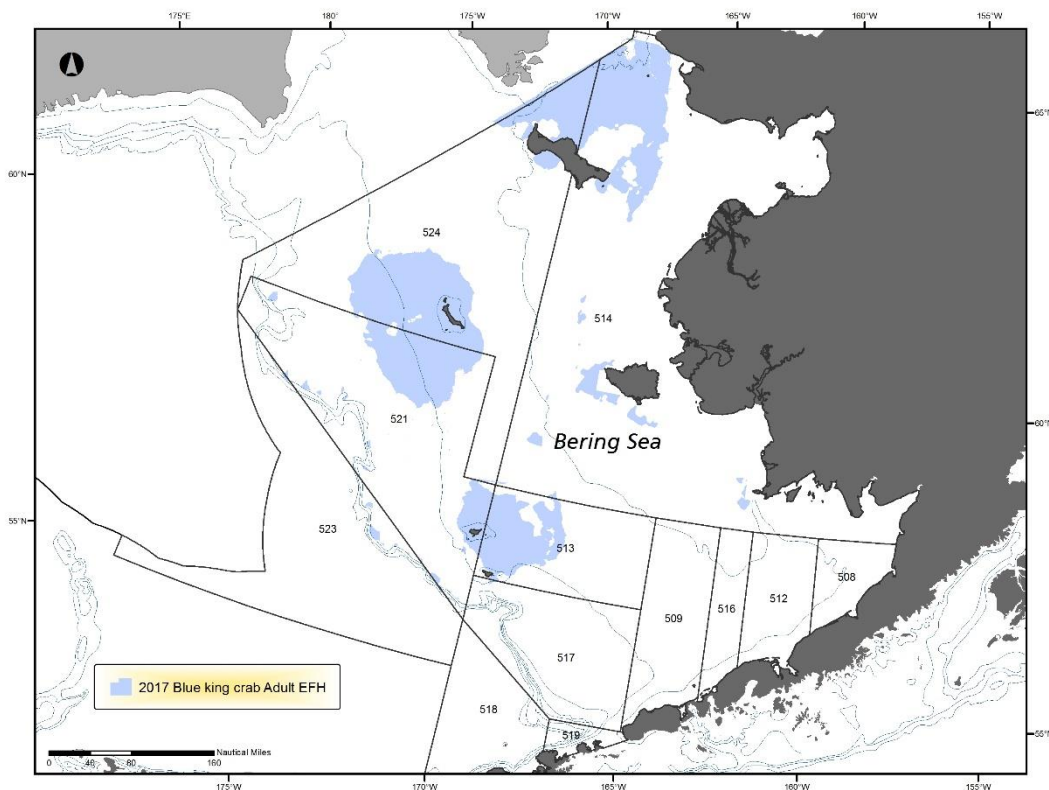 175°E 180° 175°W 170°W 165°W 160°W 155°W
65°N
60°N
524
514
521
60°N
Bering Sea
55°N
523
513
508
509
516
512
517
2017 Blue king crab Adult EFH
518
519
55°N
Nautical Miles
0 40 80 160
175°W 170°W 165°W 160°W 155°W